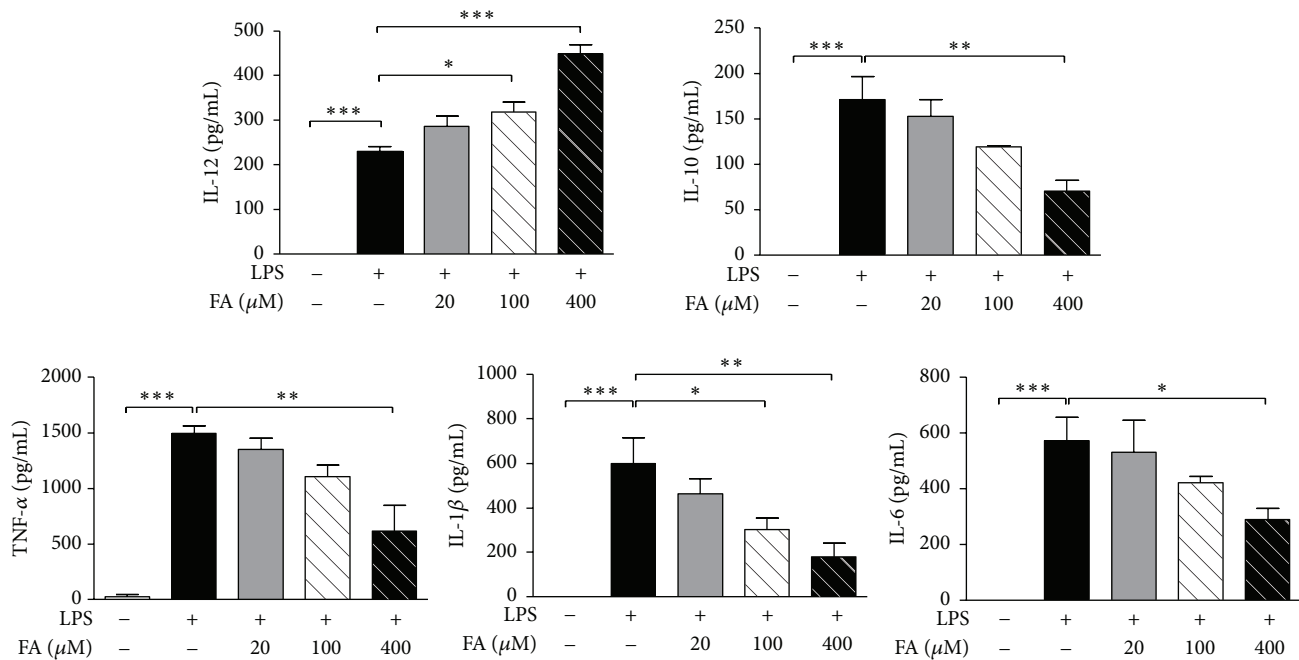 IL-12 (pg/mL)
500
400
300
200
100
0
***
*
***
LPS – + + + +
FA (μM) – – 20 100 400
IL-10 (pg/mL)
250
200
150
100
50
0
*** **
LPS – + + + +
FA (μM) – – 20 100 400
TNF-α (pg/mL)
2000
1500
1000
500
0
*** **
LPS – + + + +
FA (μM) – – 20 100 400
IL-1β (pg/mL)
1000
800
600
400
200
0
**
*** *
LPS – + + + +
FA (μM) – – 20 100 400
IL-6 (pg/mL)
800
600
400
200
0
*** *
LPS – + + + +
FA (μM) – – 20 100 400